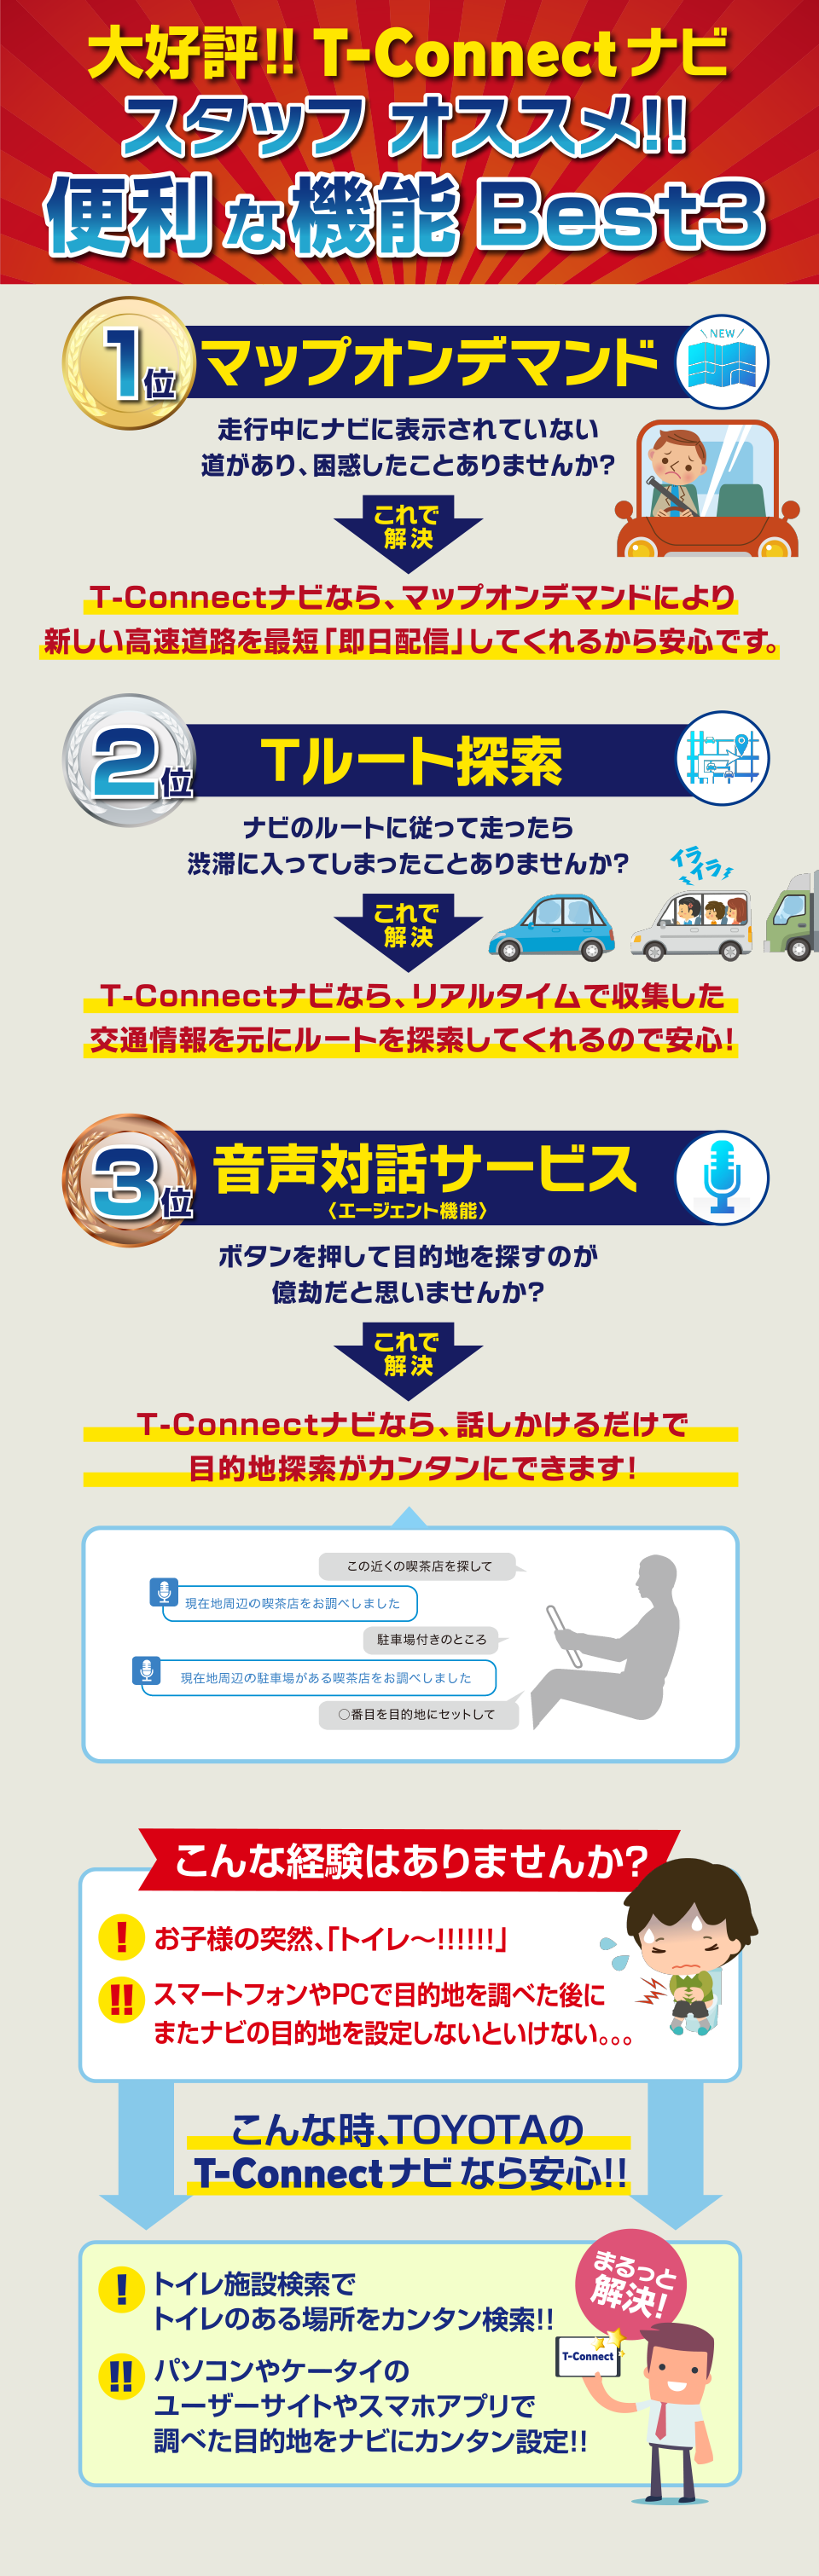 大好評!! T-Connectナビ
スタッフ オススメ!!
便利な機能 Best3
1位
マップオンデマンド
NEW
走行中にナビに表示されていない
道があり、困惑したことありませんか?
これで
解決
T-Connectナビなら、マップオンデマンドにより
新しい高速道路を最短「即日配信」してくれるから安心です。
2位
Tルート探索
ナビのルートに従って走ったら
渋滞に入ってしまったことありませんか?
イラ
イラ
これで
解決
T-Connectナビなら、リアルタイムで収集した
交通情報を元にルートを探索してくれるので安心!
3位
音声対話サービス
〈エージェント機能〉
ボタンを押して目的地を探すのが
億劫だと思いませんか?
これで
解決
T-Connectナビなら、話しかけるだけで
目的地探索がカンタンにできます!
この近くの喫茶店を探して
現在地周辺の喫茶店をお調べしました
駐車場付きのところ
現在地周辺の駐車場がある喫茶店をお調べしました
○番目を目的地にセットして
こんな経験はありませんか?
! お子様の突然、「トイレ〜!!!!!!」
!! スマートフォンやPCで目的地を調べた後に
またナビの目的地を設定しないといけない。。。
こんな時、TOYOTAの
T-Connectナビなら安心!!
まるっと
解決!
! トイレ施設検索で
トイレのある場所をカンタン検索!!
T-Connect
!! パソコンやケータイの
ユーザーサイトやスマホアプリで
調べた目的地をナビにカンタン設定!!